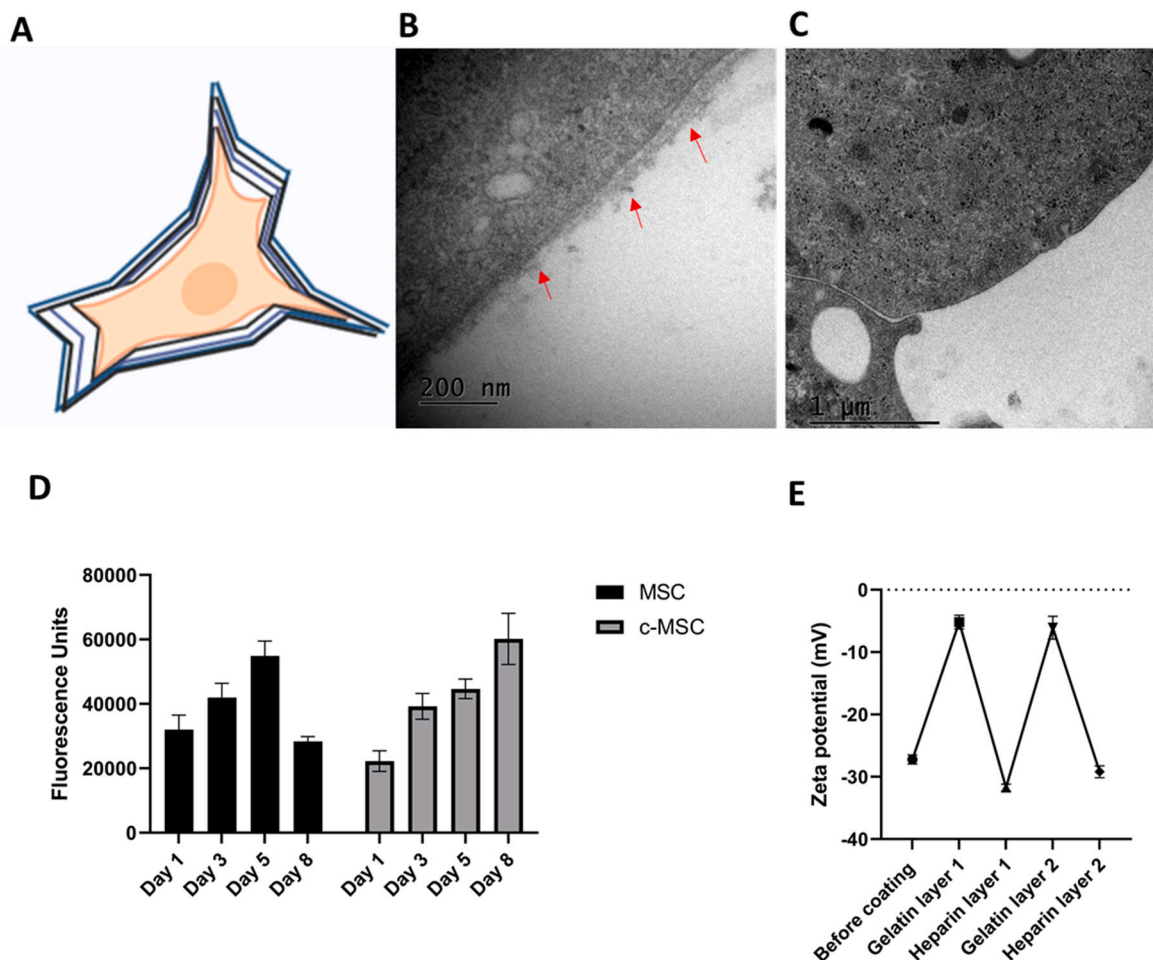 A
B
C
200 nm
1 µm
D
E
80000
60000
40000
20000
0
Fluorescence Units
Day 1
Day 3
Day 5
Day 8
Day 1
Day 3
Day 5
Day 8
MSC
c-MSC
0
-10
-20
-30
-40
Zeta potential (mV)
Before coating
Gelatin layer 1
Heparin layer 1
Gelatin layer 2
Heparin layer 2